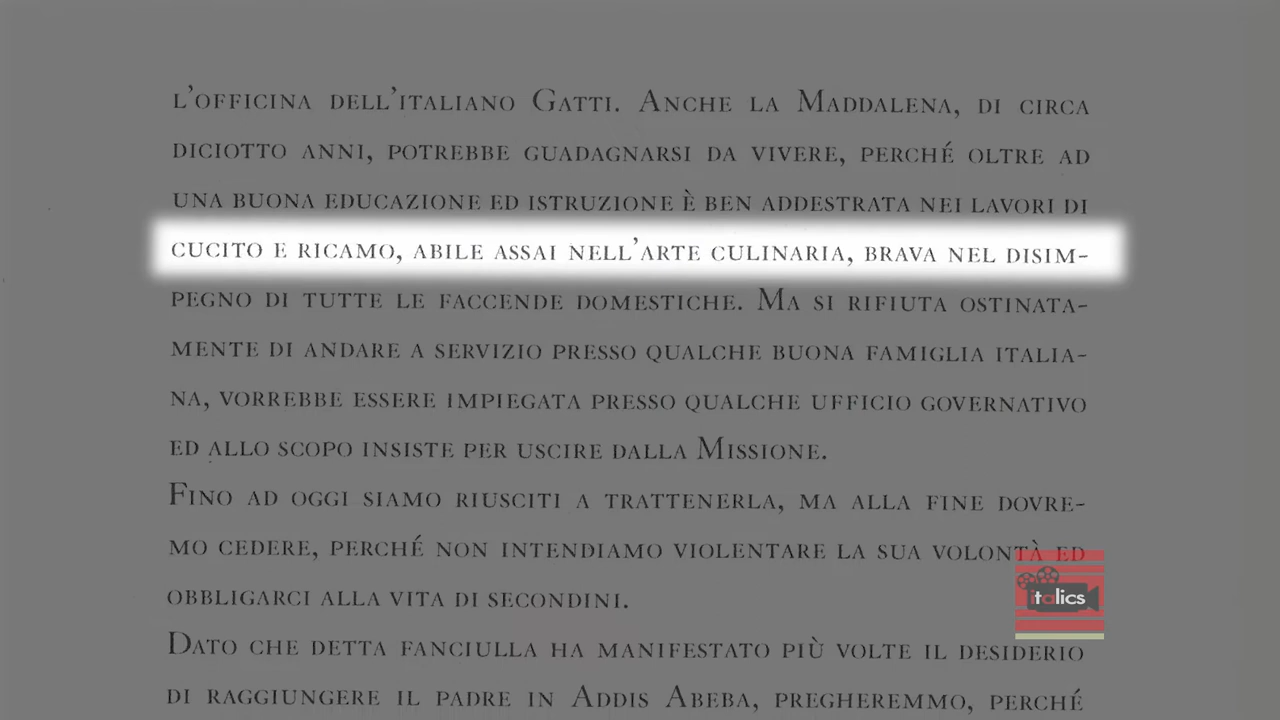 L'OFFICINA DELL'ITALIANO GATTI. ANCHE LA MADDALENA, DI CIRCA
DICIOTTO ANNI, POTREBBE GUADAGNARSI DA VIVERE, PERCHÉ OLTRE AD
UNA BUONA EDUCAZIONE ED ISTRUZIONE È BEN ADDESTRATA NEI LAVORI DI
CUCITO E RICAMO, ABILE ASSAI NELL'ARTE CULINARIA, BRAVA NEL DISIM-
PEGNO DI TUTTE LE FACCENDE DOMESTICHE. MA SI RIFIUTA OSTINATA-
MENTE DI ANDARE A SERVIZIO PRESSO QUALCHE BUONA FAMIGLIA ITALIA-
NA, VORREBBE ESSERE IMPIEGATA PRESSO QUALCHE UFFICIO GOVERNATIVO
ED ALLO SCOPO INSISTE PER USCIRE DALLA MISSIONE.
FINO AD OGGI SIAMO RIUSCITI A TRATTENERLA, MA ALLA FINE DOVRE-
MO CEDERE, PERCHÉ NON INTENDIAMO VIOLENTARE LA SUA VOLONTÀ ED
OBBLIGARCI ALLA VITA DI SECONDINI.
DATO CHE DETTA FANCIULLA HA MANIFESTATO PIÙ VOLTE IL DESIDERIO
DI RAGGIUNGERE IL PADRE IN ADDIS ABEBA, PREGHEREMMO, PERCHÉ
italics